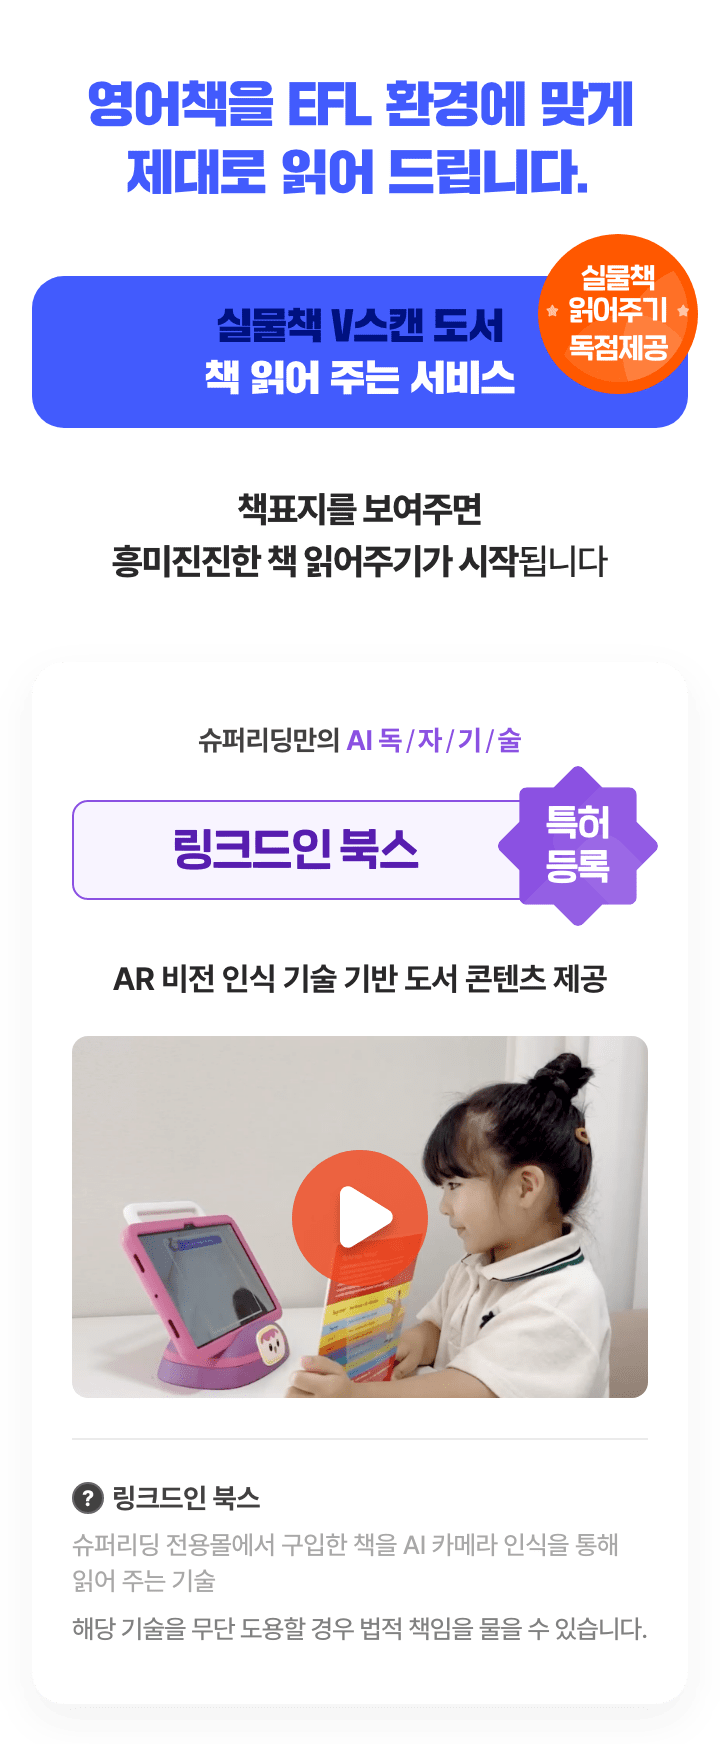 영어책을 EFL 환경에 맞게
제대로 읽어 드립니다.
실물책
읽어주기
독점제공
실물책 V스캔 도서
책 읽어 주는 서비스
책표지를 보여주면
흥미진진한 책 읽어주기가 시작됩니다
슈퍼리딩만의 AI 독/자/기/술
링크드인 북스
특허
등록
AR 비전 인식 기술 기반 도서 콘텐츠 제공
? 링크드인 북스
슈퍼리딩 전용몰에서 구입한 책을 AI 카메라 인식을 통해
읽어 주는 기술
해당 기술을 무단 도용할 경우 법적 책임을 물을 수 있습니다.